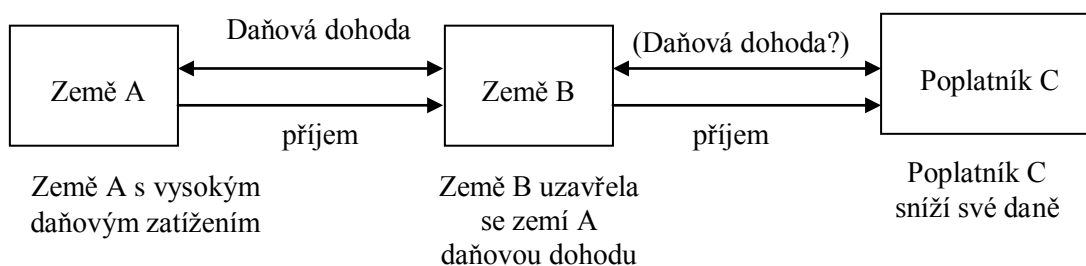 Daňová dohoda
(Daňová dohoda?)
Země A
Země B
Poplatník C
příjem
příjem
Země A s vysokým
daňovým zatížením
Země B uzavřela
se zemí A
daňovou dohodu
Poplatník C
sníží své daně